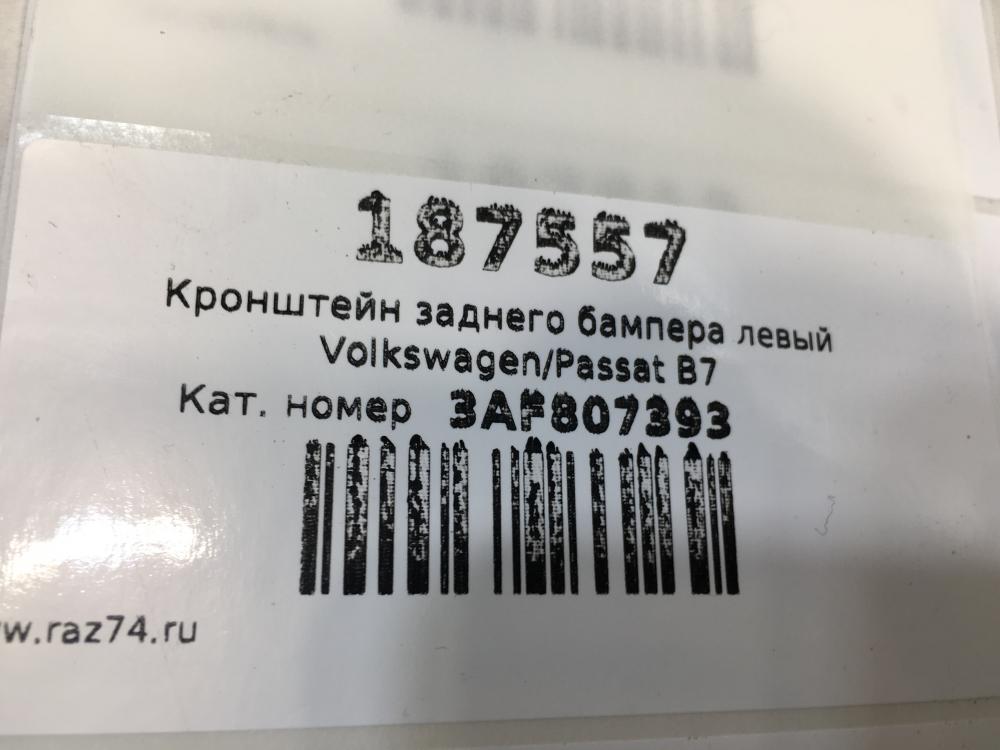 187557
Кронштейн заднего бампера левый
Volkswagen/Passat B7
Кат. номер 3AF807393
w.raz74.ru